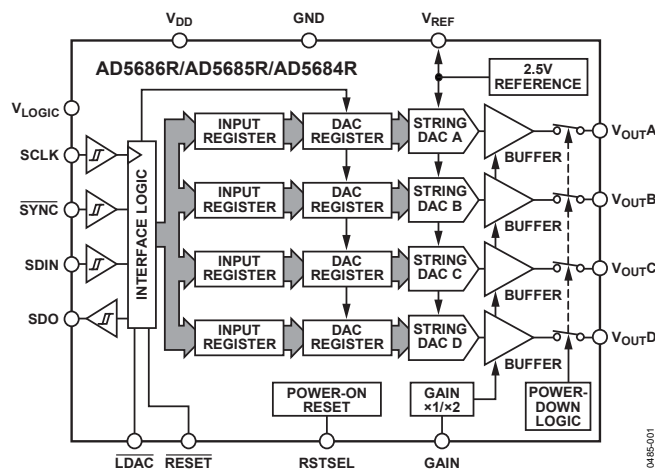 VDD
GND
VREF
AD5686R/AD5685R/AD5684R
2.5V
REFERENCE
VLOGIC
SCLK
SYNC
SDIN
SDO
INTERFACE LOGIC
INPUT
REGISTER
DAC
REGISTER
STRING
DAC A
BUFFER
VOUTA
INPUT
REGISTER
DAC
REGISTER
STRING
DAC B
BUFFER
VOUTB
INPUT
REGISTER
DAC
REGISTER
STRING
DAC C
BUFFER
VOUTC
INPUT
REGISTER
DAC
REGISTER
STRING
DAC D
BUFFER
VOUTD
POWER-ON
RESET
GAIN
×1/×2
POWER-
DOWN
LOGIC
LDAC
RESET
RSTSEL
GAIN
0485-001